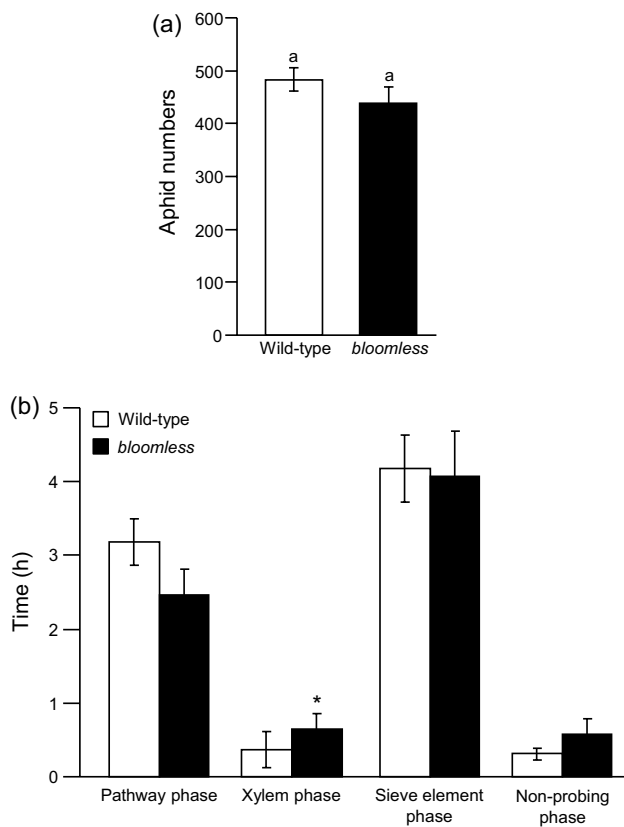 (a)
600
500
400
300
200
100
0
Aphid numbers
a
a
Wild-type
bloomless
(b)
Wild-type
bloomless
5
4
3
2
1
0
Time (h)
*
Pathway phase
Xylem phase
Sieve element
phase
Non-probing
phase